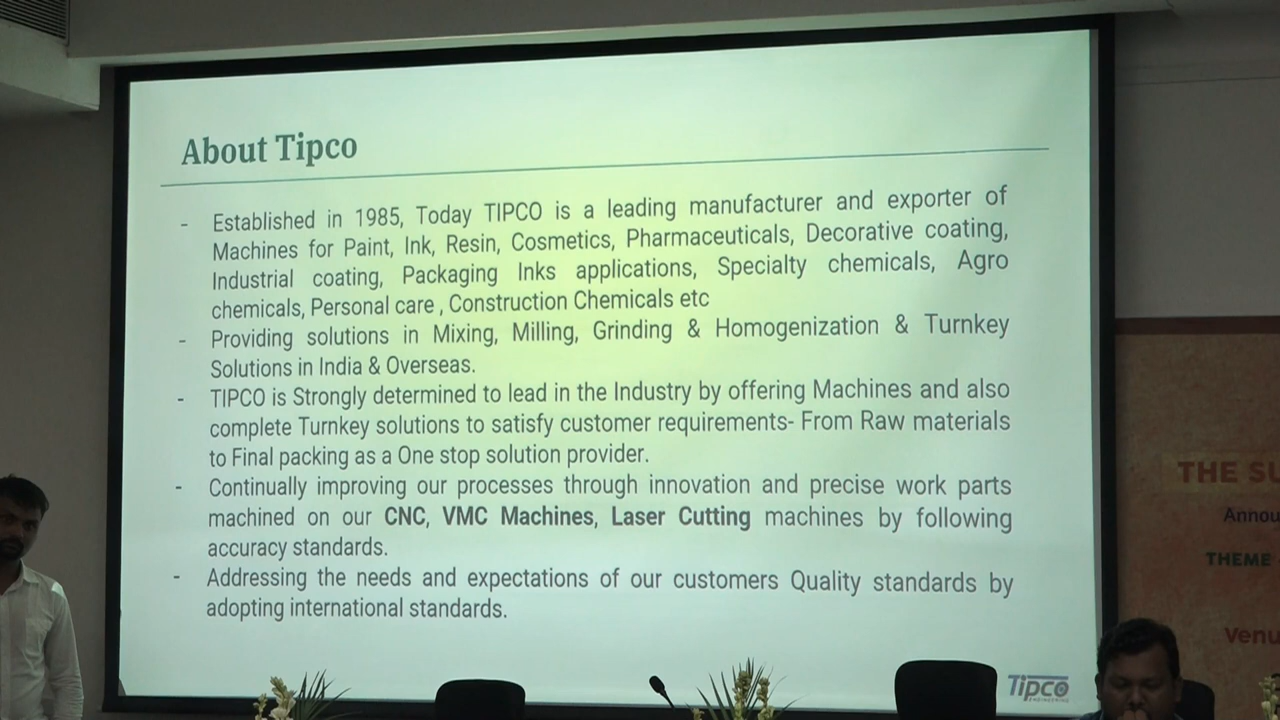 About Tipco
- Established in 1985, Today TIPCO is a leading manufacturer and exporter of
Machines for Paint, Ink, Resin, Cosmetics, Pharmaceuticals, Decorative coating,
Industrial coating, Packaging Inks applications, Specialty chemicals, Agro
chemicals, Personal care , Construction Chemicals etc
- Providing solutions in Mixing, Milling, Grinding & Homogenization & Turnkey
Solutions in India & Overseas.
- TIPCO is Strongly determined to lead in the Industry by offering Machines and also
complete Turnkey solutions to satisfy customer requirements- From Raw materials
to Final packing as a One stop solution provider.
- Continually improving our processes through innovation and precise work parts
machined on our CNC, VMC Machines, Laser Cutting machines by following
accuracy standards.
- Addressing the needs and expectations of our customers Quality standards by
adopting international standards.
Tipco
ENGINEERING
THE SU
Annou
THEME
Venu